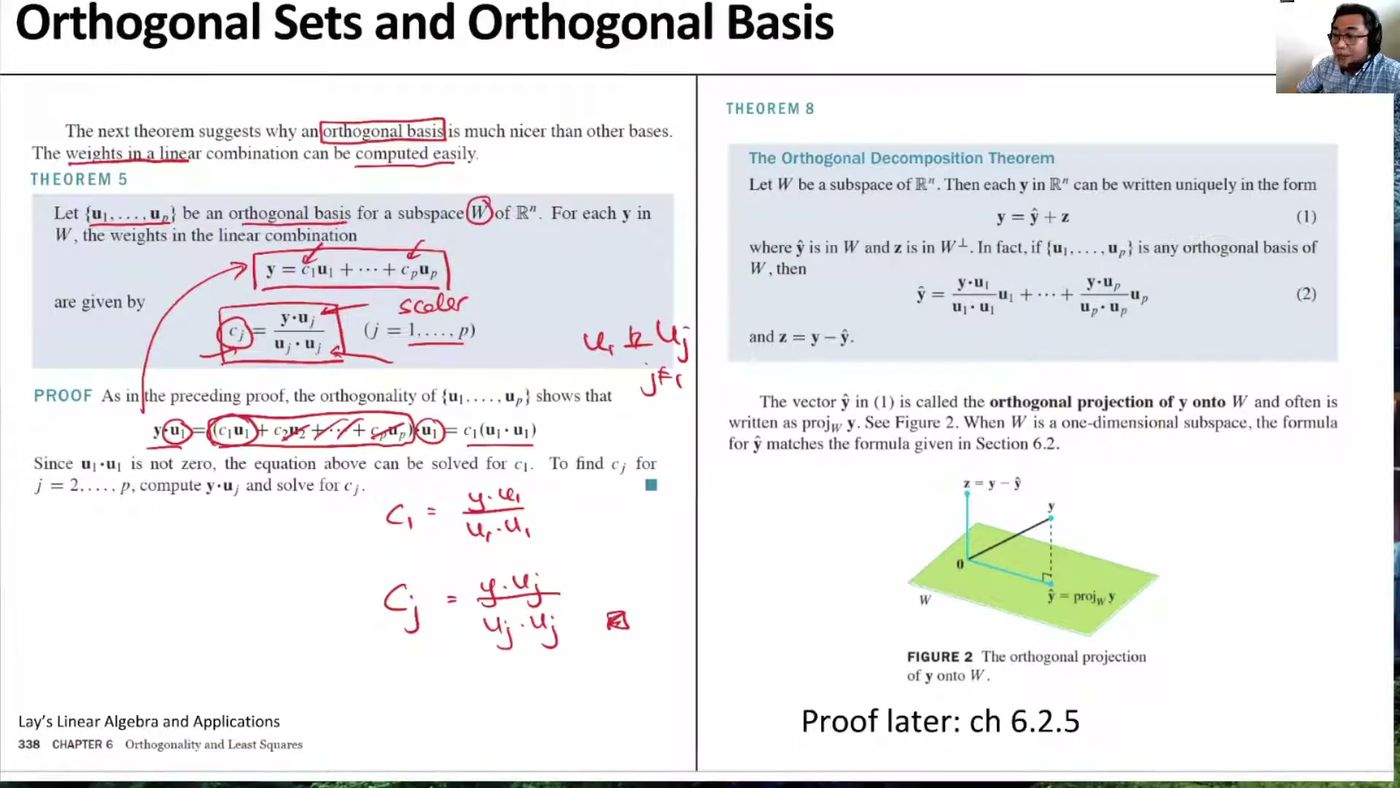 Orthogonal Sets and Orthogonal Basis
The next theorem suggests why an orthogonal basis is much nicer than other bases.
The weights in a linear combination can be computed easily.
THEOREM 5
Let {u₁, . . . , uₚ} be an orthogonal basis for a subspace W of ℝⁿ. For each y in
W, the weights in the linear combination
y = c₁u₁ + · · · + cₚuₚ
are given by
scaler
cⱼ = y·uⱼ / uⱼ · uⱼ (j = 1, . . . , p)
u₁ ⊥ uⱼ
j≠1
PROOF As in the preceding proof, the orthogonality of {u₁, . . . , uₚ} shows that
y·u₁ = (c₁u₁ + c₂u₂ + · · · + cₚuₚ)·u₁ = c₁(u₁ · u₁)
Since u₁·u₁ is not zero, the equation above can be solved for c₁. To find cⱼ for
j = 2, . . . , p, compute y·uⱼ and solve for cⱼ.
C₁ = y·u₁ / u₁·u₁
Cⱼ = y·uⱼ / uⱼ·uⱼ
Lay's Linear Algebra and Applications
338 CHAPTER 6 Orthogonality and Least Squares
THEOREM 8
The Orthogonal Decomposition Theorem
Let W be a subspace of ℝⁿ. Then each y in ℝⁿ can be written uniquely in the form
y = ŷ + z (1)
where ŷ is in W and z is in W⊥. In fact, if {u₁, . . . , uₚ} is any orthogonal basis of
W, then
ŷ = y·u₁ / u₁ · u₁ u₁ + · · · + y·uₚ / uₚ · uₚ uₚ (2)
and z = y − ŷ.
The vector ŷ in (1) is called the orthogonal projection of y onto W and often is
written as proj_W y. See Figure 2. When W is a one-dimensional subspace, the formula
for ŷ matches the formula given in Section 6.2.
z = y − ŷ
y
0
W
ŷ = proj_W y
FIGURE 2 The orthogonal projection
of y onto W.
Proof later: ch 6.2.5